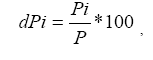 dPi = Pi/P * 100 ,